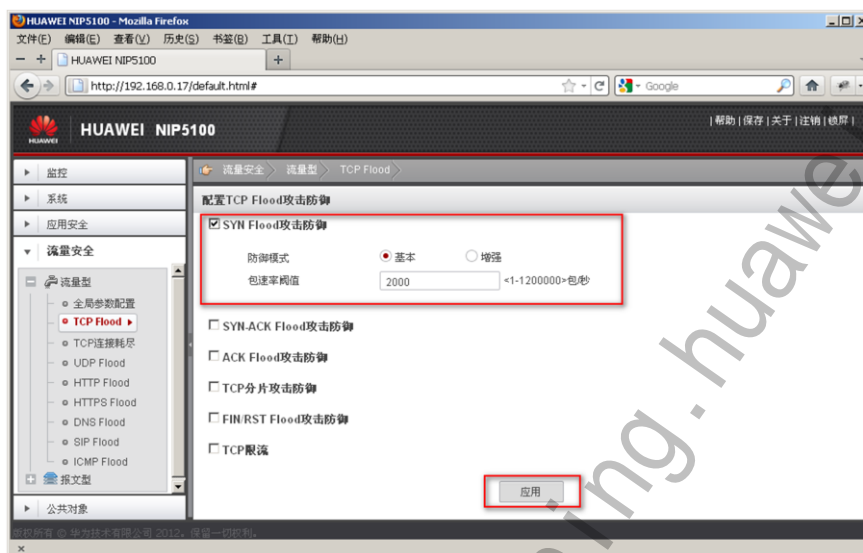 HUAWEI NIP5100 - Mozilla Firefox
文件(F) 编辑(E) 查看(V) 历史(S) 书签(B) 工具(T) 帮助(H)
HUAWEI NIP5100
http://192.168.0.17/default.html#
Google
HUAWEI
HUAWEI NIP5100
|帮助|保存|关于|注销|锁屏|
监控
系统
应用安全
流量安全
流量型
全局参数配置
TCP Flood
TCP连接耗尽
UDP Flood
HTTP Flood
HTTPS Flood
DNS Flood
SIP Flood
ICMP Flood
报文型
公共对象
流量安全 流量型 TCP Flood
配置TCP Flood攻击防御
SYN Flood攻击防御
防御模式 基本 增强
包速率阈值 2000 <1-1200000>包/秒
SYN-ACK Flood攻击防御
ACK Flood攻击防御
TCP分片攻击防御
FIN/RST Flood攻击防御
TCP限流
应用
版权所有 © 华为技术有限公司 2012。保留一切权利。
ing.huawei